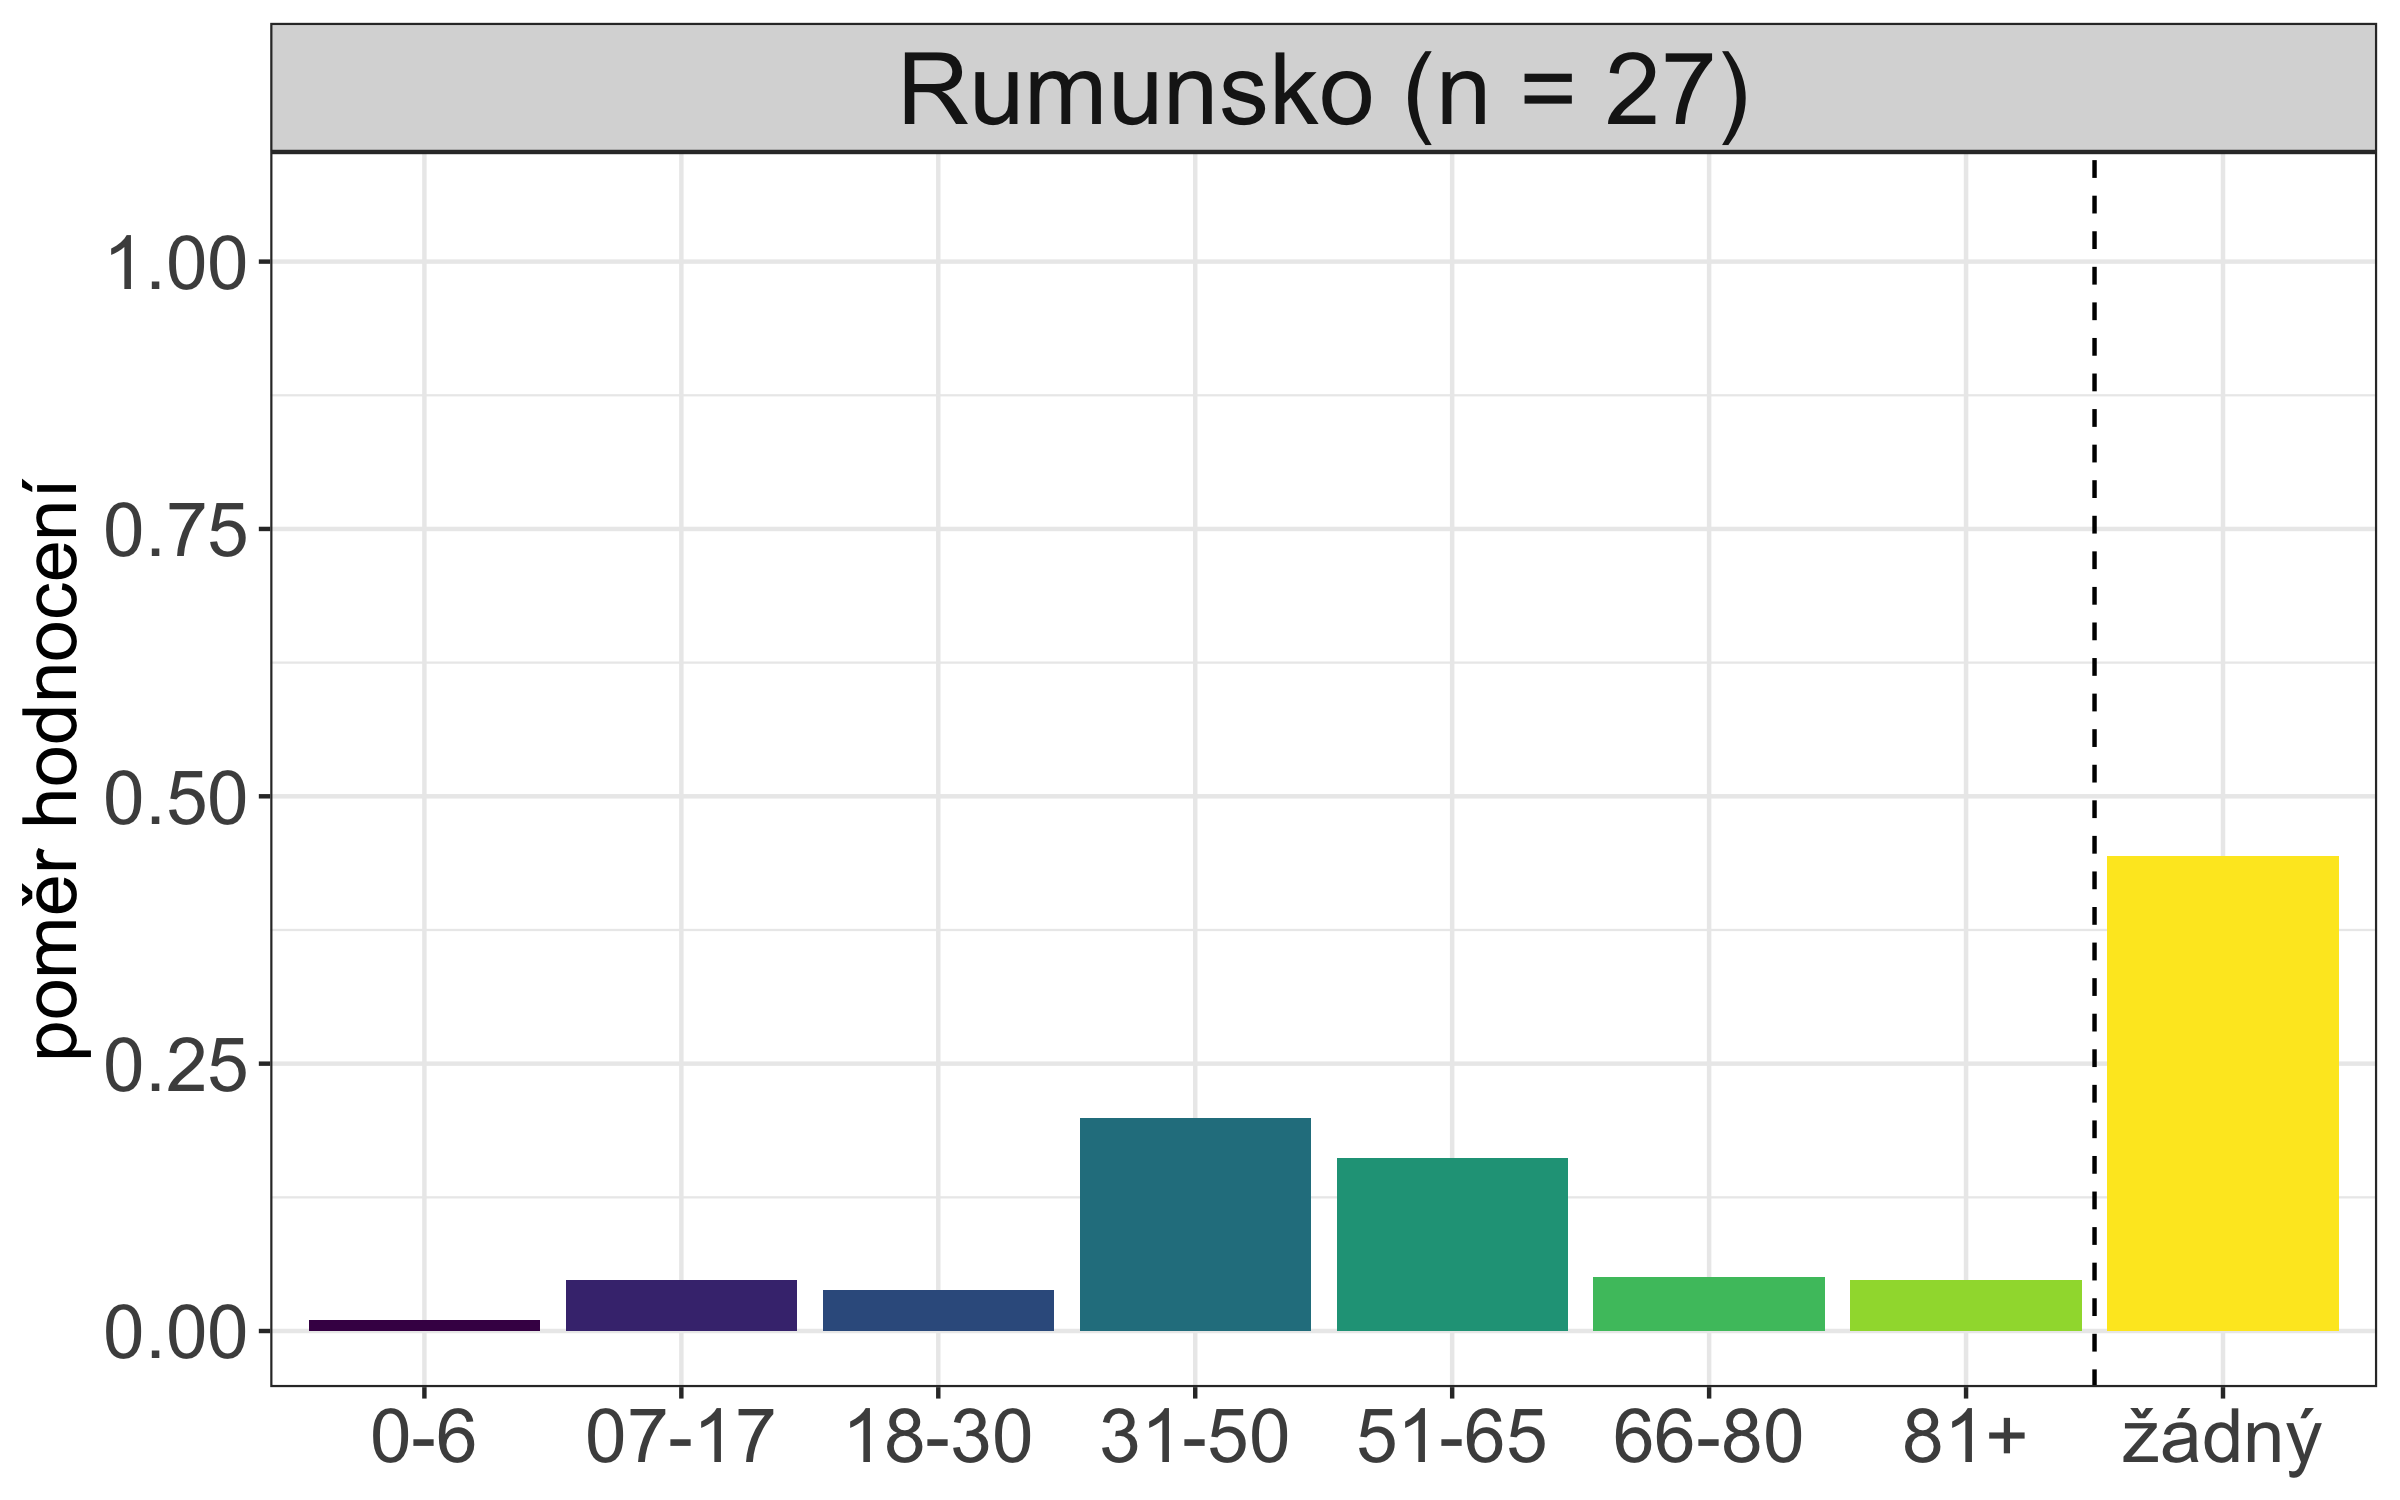 Rumunsko (n = 27)
poměr hodnocení
1.00
0.75
0.50
0.25
0.00
0-6 07-17 18-30 31-50 51-65 66-80 81+ žádný